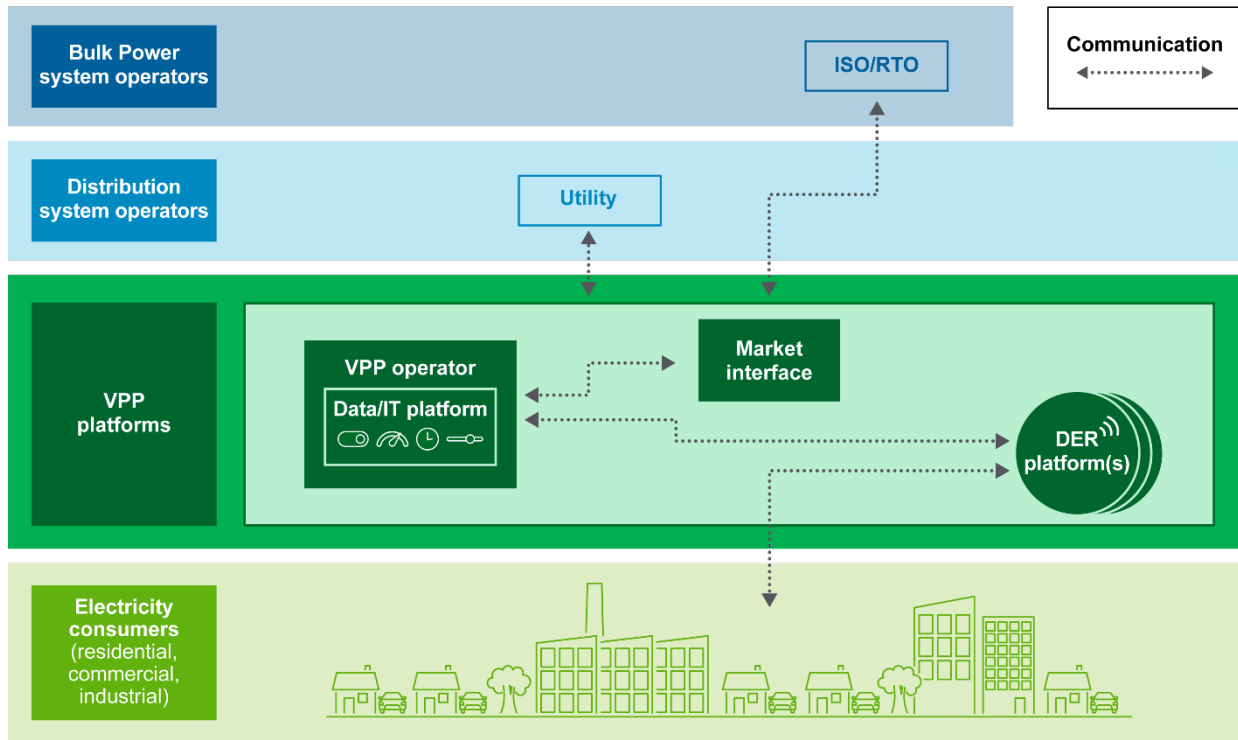 Bulk Power
system operators
ISO/RTO
Communication
Distribution
system operators
Utility
VPP
platforms
VPP operator
Data/IT platform
Market
interface
DER
platform(s)
Electricity
consumers
(residential,
commercial,
industrial)